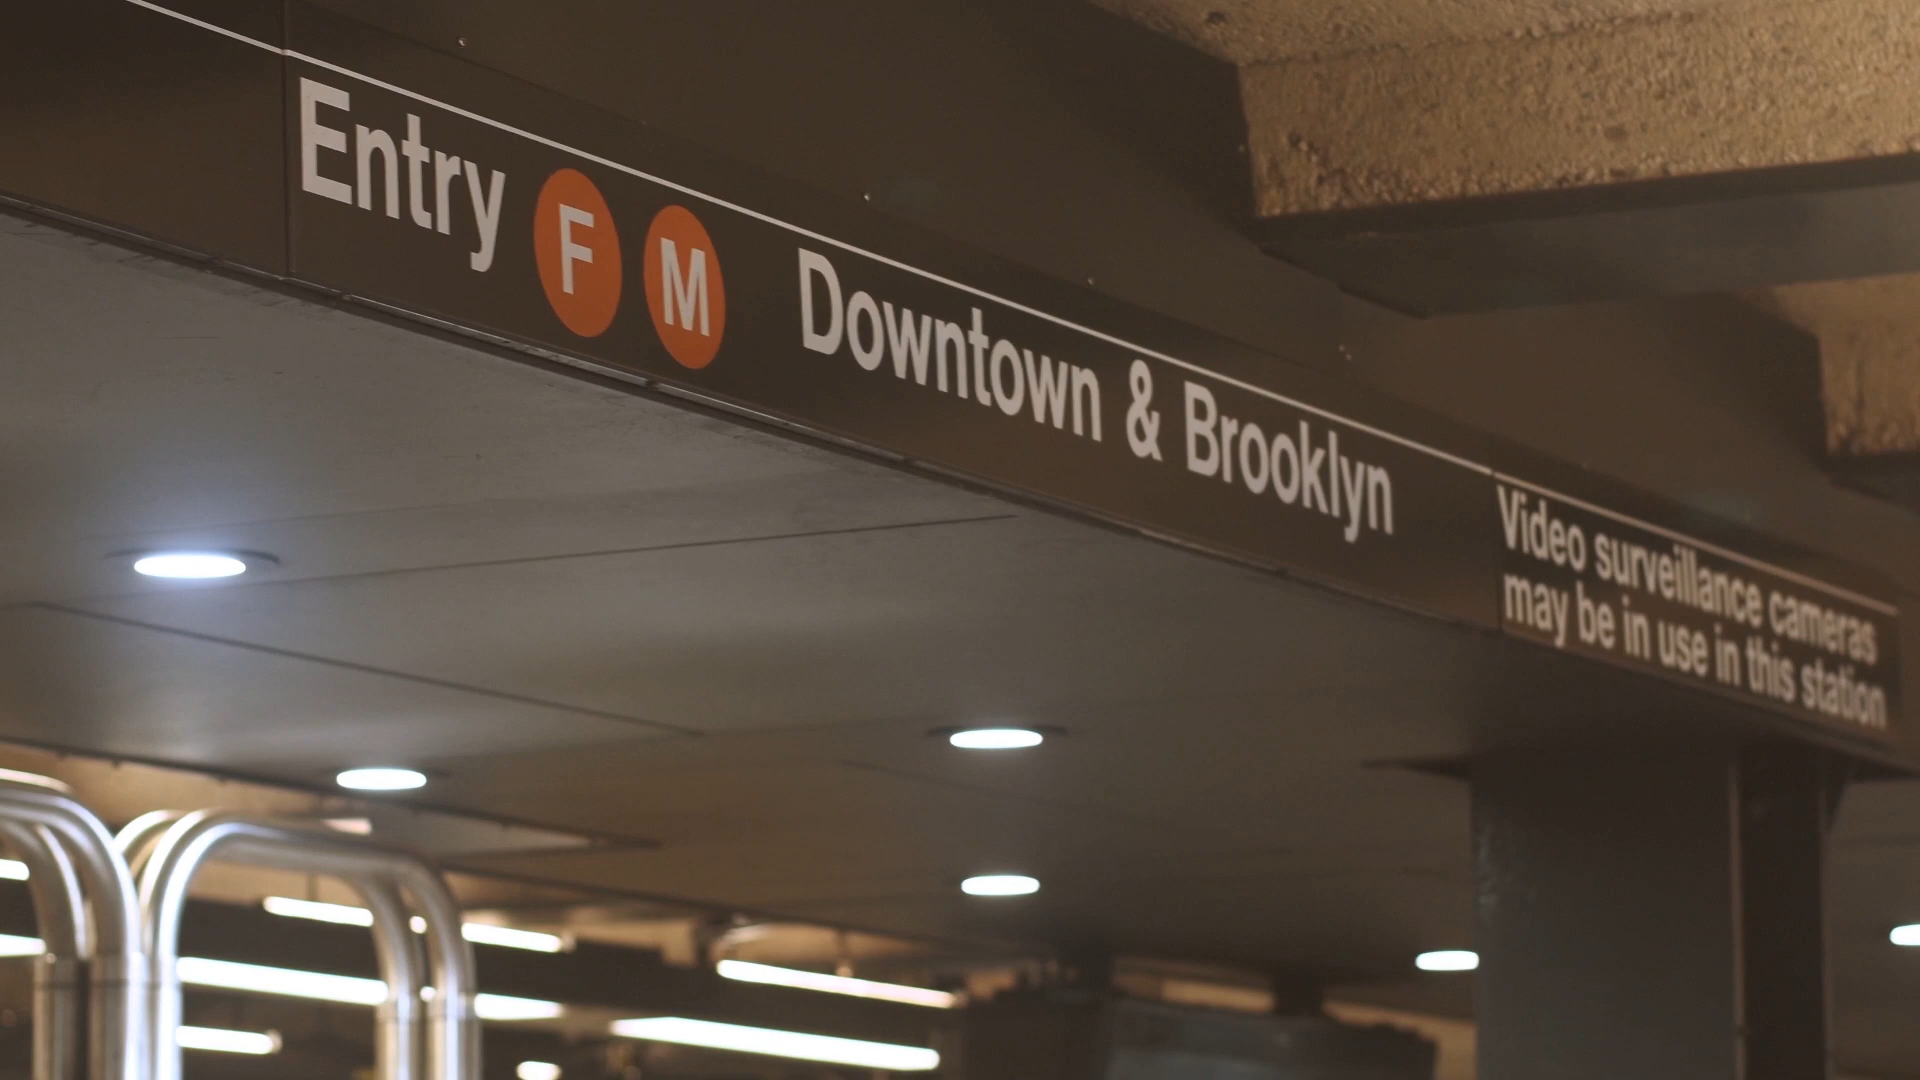 Entry F M Downtown & Brooklyn
Video surveillance cameras
may be in use in this station